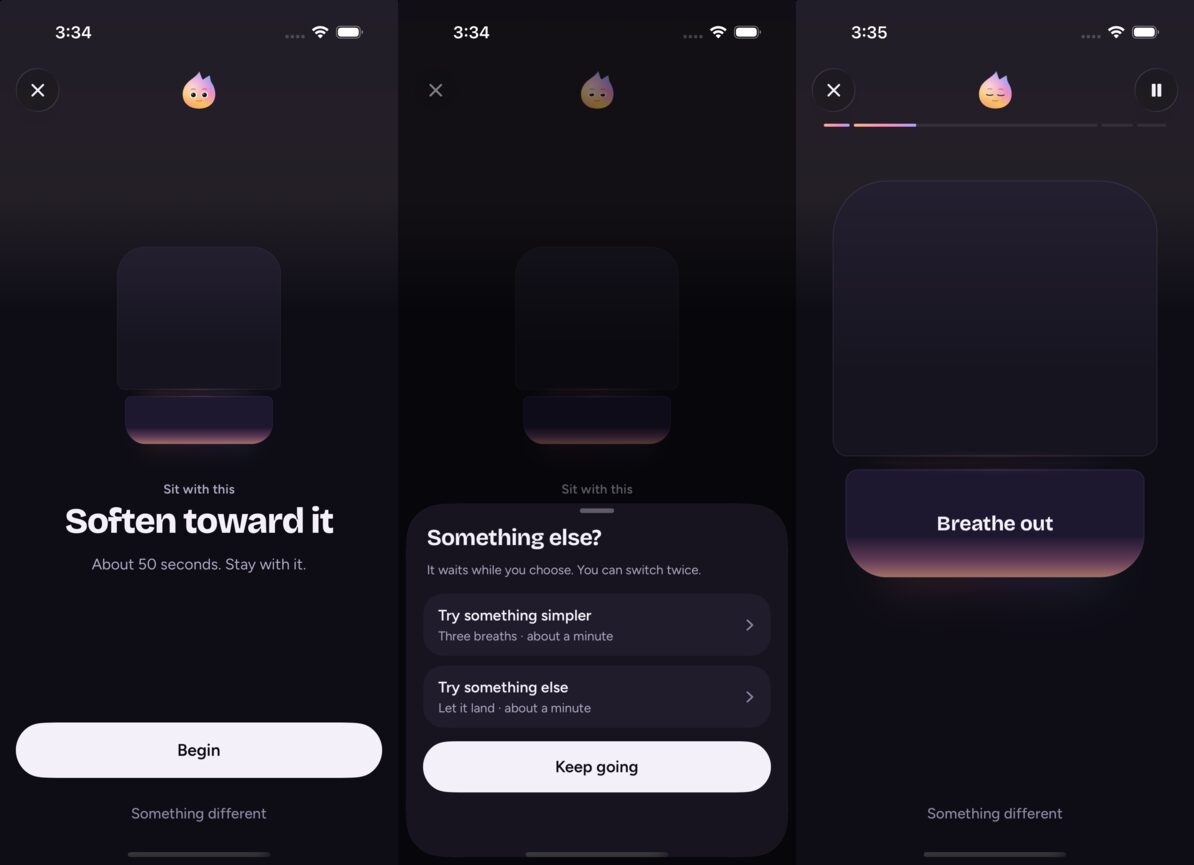 3:34
Sit with this
Soften toward it
About 50 seconds. Stay with it.
Begin
Something different
3:34
Sit with this
Something else?
It waits while you choose. You can switch twice.
Try something simpler
Three breaths · about a minute
Try something else
Let it land · about a minute
Keep going
3:35
Breathe out
Something different